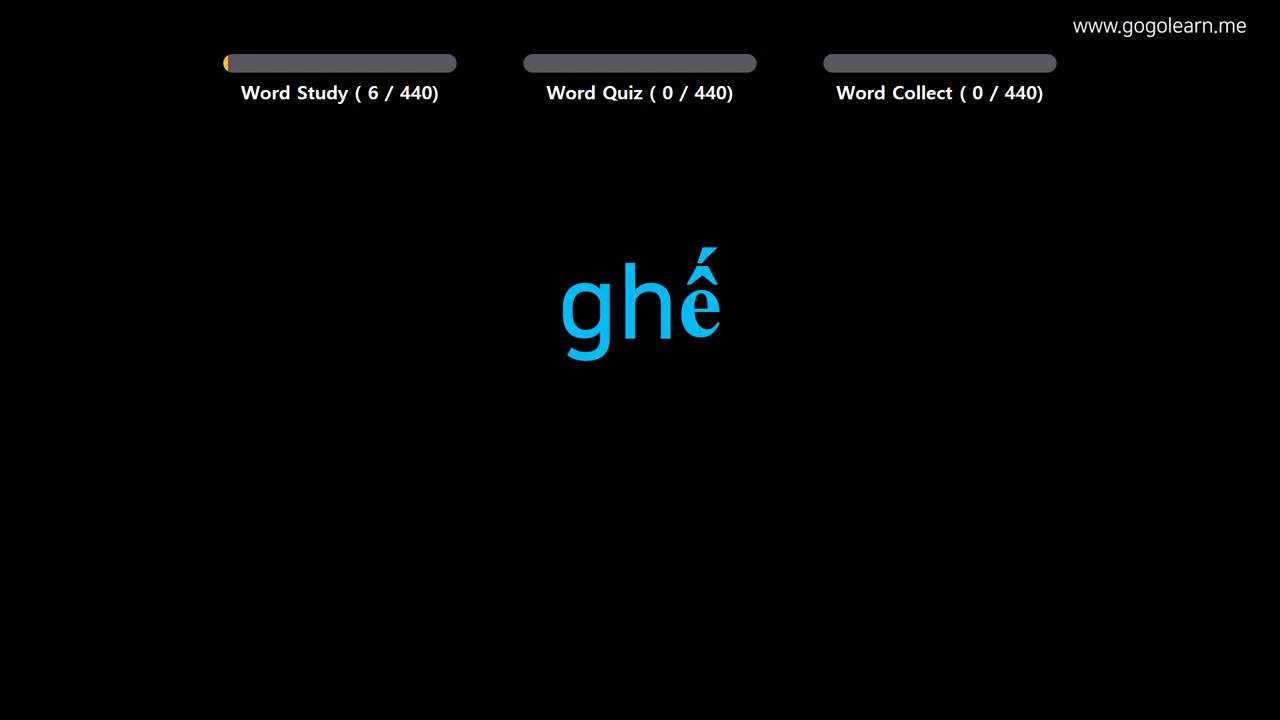 www.gogolearn.me
Word Study ( 6 / 440)
Word Quiz ( 0 / 440)
Word Collect ( 0 / 440)
ghế